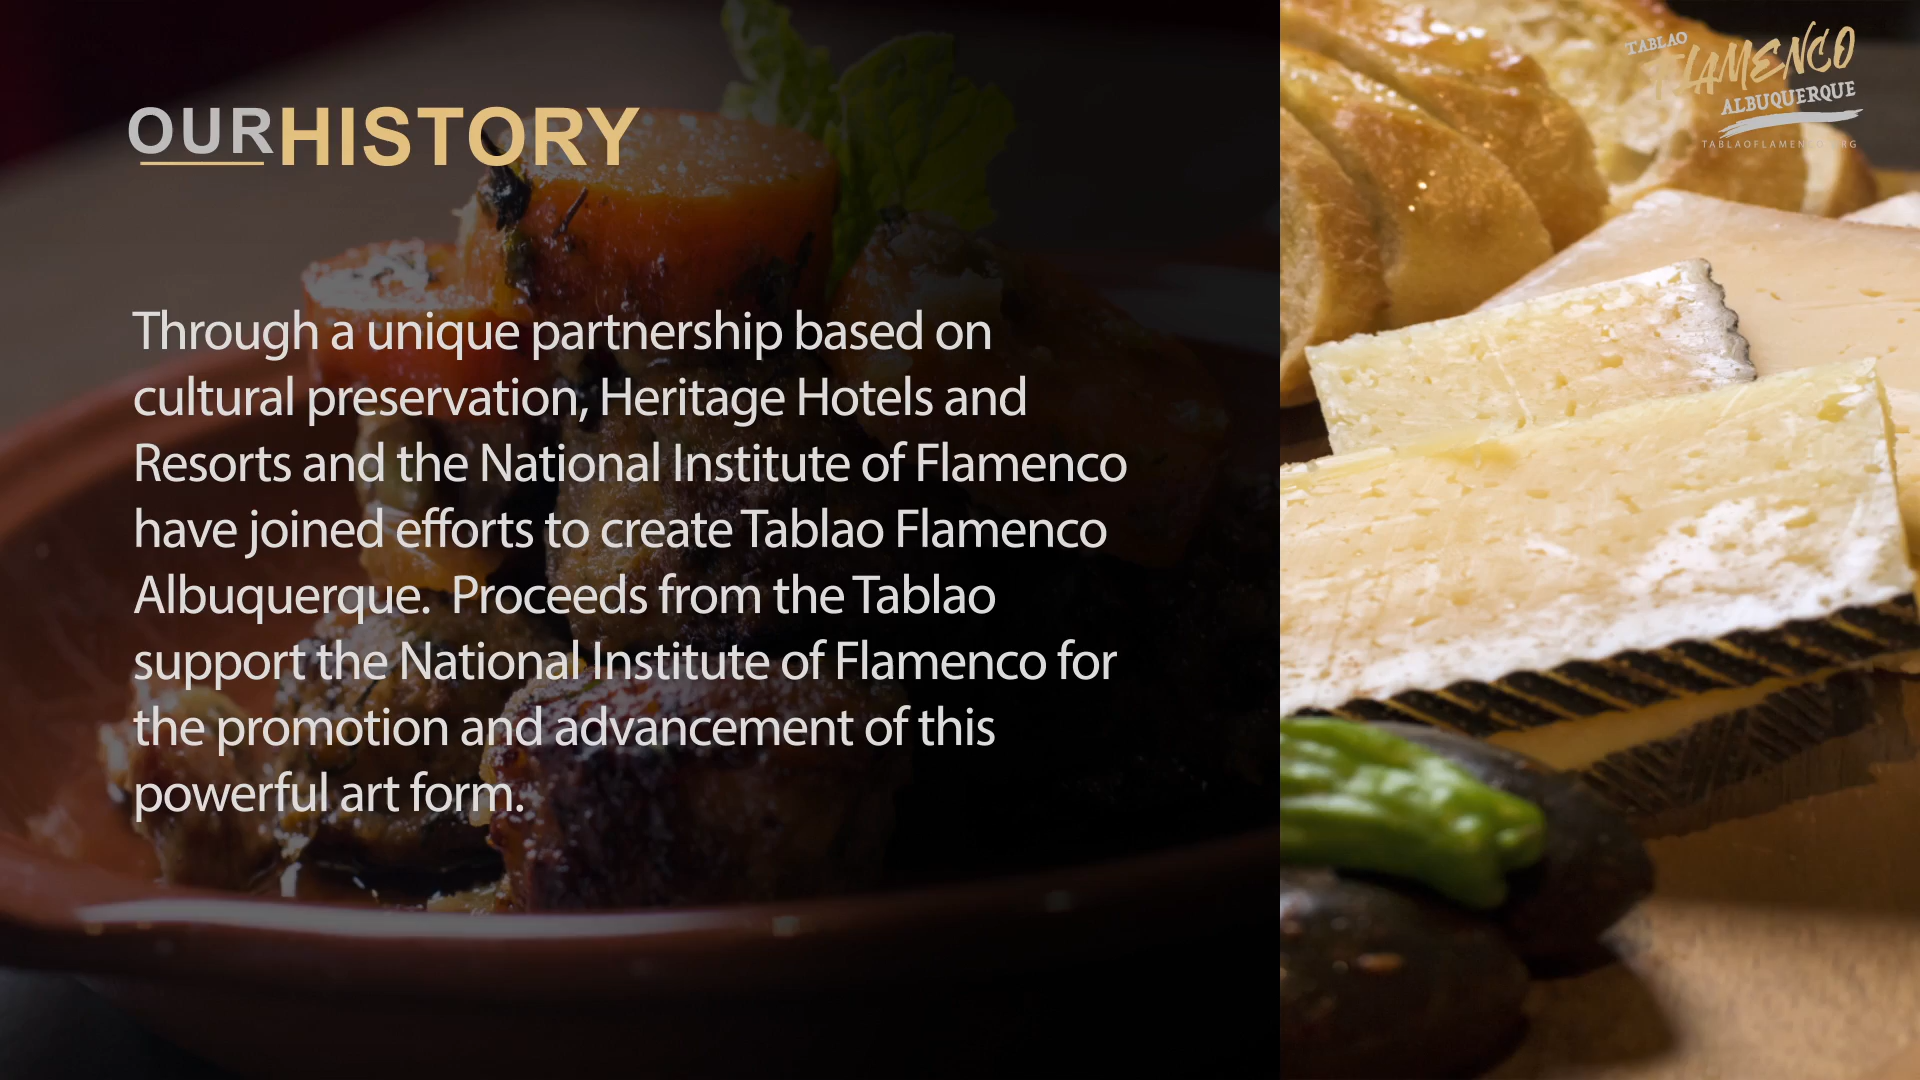 OURHISTORY
Through a unique partnership based on
cultural preservation, Heritage Hotels and
Resorts and the National Institute of Flamenco
have joined efforts to create Tablao Flamenco
Albuquerque.  Proceeds from the Tablao
support the National Institute of Flamenco for
the promotion and advancement of this
powerful art form.
TABLAO
FLAMENCO
ALBUQUERQUE